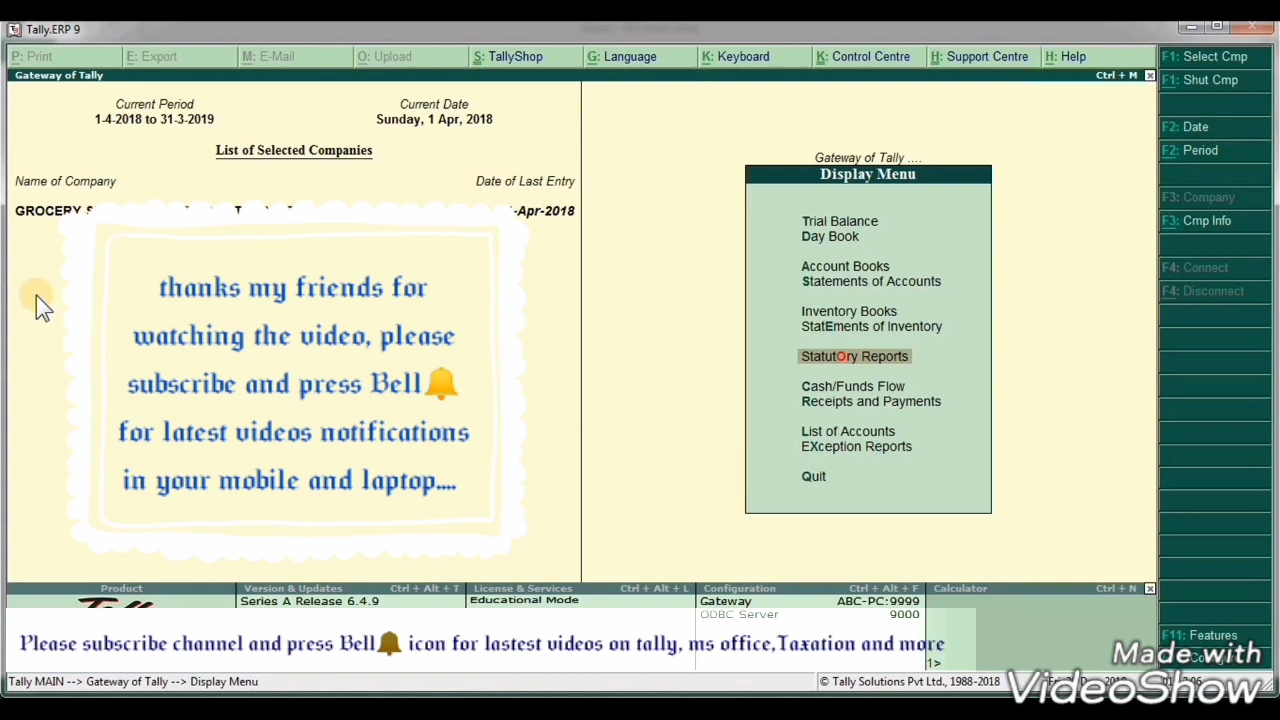 Tally.ERP 9
P: Print
E: Export
M: E-Mail
O: Upload
S: TallyShop
G: Language
K: Keyboard
K: Control Centre
H: Support Centre
H: Help
Gateway of Tally
Ctrl + M
Current Period
1-4-2018 to 31-3-2019
Current Date
Sunday, 1 Apr, 2018
List of Selected Companies
Name of Company
Date of Last Entry
GROCERY
-Apr-2018
thanks my friends for
watching the video, please
subscribe and press Bell🔔
for latest videos notifications
in your mobile and laptop....
Gateway of Tally ....
Display Menu
Trial Balance
Day Book
Account Books
Statements of Accounts
Inventory Books
StatEments of Inventory
StatutOry Reports
Cash/Funds Flow
Receipts and Payments
List of Accounts
EXception Reports
Quit
F1: Select Cmp
F1: Shut Cmp
F2: Date
F2: Period
F3: Company
F3: Cmp Info
F4: Connect
F4: Disconnect
F11: Features
Product
Version & Updates
Ctrl + Alt + T
License & Services
Ctrl + Alt + L
Configuration
Ctrl + Alt + F
Calculator
Ctrl + N
Tally
Series A Release 6.4.9
Educational Mode
Gateway
ABC-PC:9999
ODBC Server
9000
1>
Please subscribe channel and press Bell🔔 icon for lastest videos on tally, ms office,Taxation and more
Made with
VideoShow
Tally MAIN --> Gateway of Tally --> Display Menu
© Tally Solutions Pvt Ltd., 1988-2018